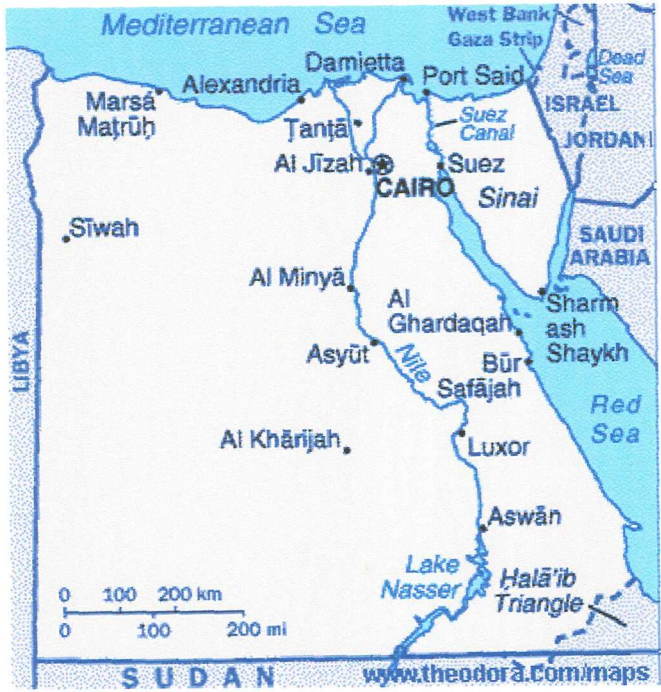 Mediterranean Sea
West Bank
Gaza Strip
Dead
Sea
Damietta
Port Said
Alexandria
Marsá
Maṭrūḥ
Ṭanṭā
Suez
Canal
ISRAEL
JORDAN
Al Jīzah
CAIRO
Suez
Sinai
Sīwah
SAUDI
ARABIA
Al Minyā
Al
Ghardaqah
Sharm
ash
Shaykh
LIBYA
Asyūt
Nile
Būr
Safājah
Red
Sea
Al Khārijah
Luxor
Aswān
Lake
Nasser
Ḥalā'ib
Triangle
0 100 200 km
0 100 200 mi
SUDAN
www.theodora.com/maps